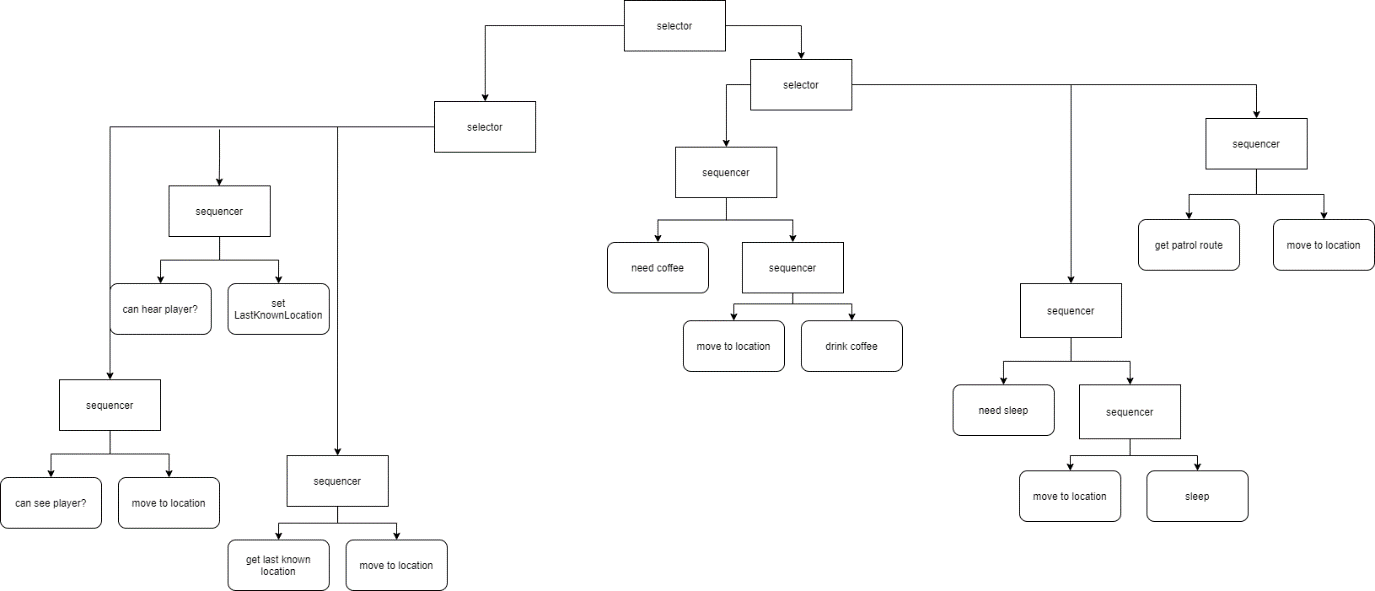 selector
selector
selector
sequencer
sequencer
sequencer
get patrol route
move to location
need coffee
sequencer
can hear player?
set
LastKnownLocation
sequencer
move to location
drink coffee
sequencer
need sleep
sequencer
sequencer
can see player?
move to location
move to location
sleep
get last known
location
move to location